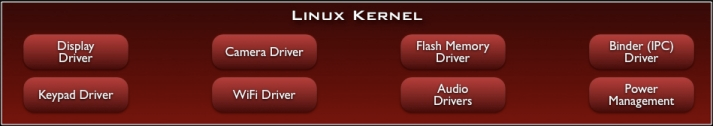 LINUX KERNEL
Display
Driver
Camera Driver
Flash Memory
Driver
Binder (IPC)
Driver
Keypad Driver
WiFi Driver
Audio
Drivers
Power
Management